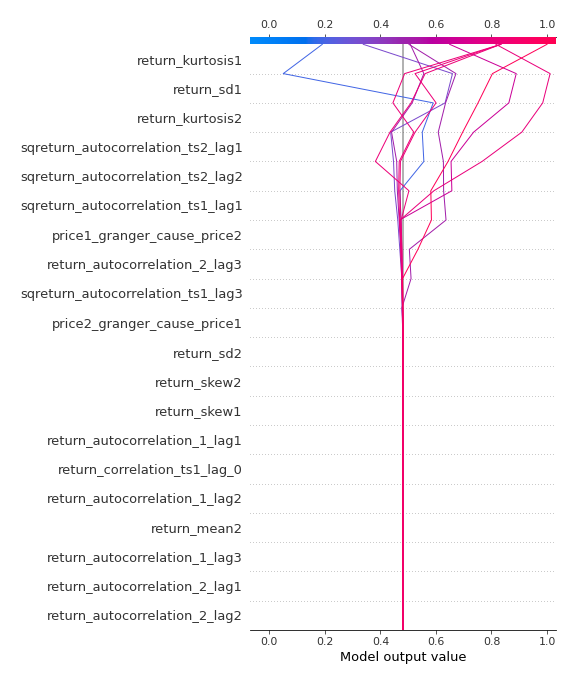 0.0 0.2 0.4 0.6 0.8 1.0
return_kurtosis1
return_sd1
return_kurtosis2
sqreturn_autocorrelation_ts2_lag1
sqreturn_autocorrelation_ts2_lag2
sqreturn_autocorrelation_ts1_lag1
price1_granger_cause_price2
return_autocorrelation_2_lag3
sqreturn_autocorrelation_ts1_lag3
price2_granger_cause_price1
return_sd2
return_skew2
return_skew1
return_autocorrelation_1_lag1
return_correlation_ts1_lag_0
return_autocorrelation_1_lag2
return_mean2
return_autocorrelation_1_lag3
return_autocorrelation_2_lag1
return_autocorrelation_2_lag2
0.0 0.2 0.4 0.6 0.8 1.0
Model output value